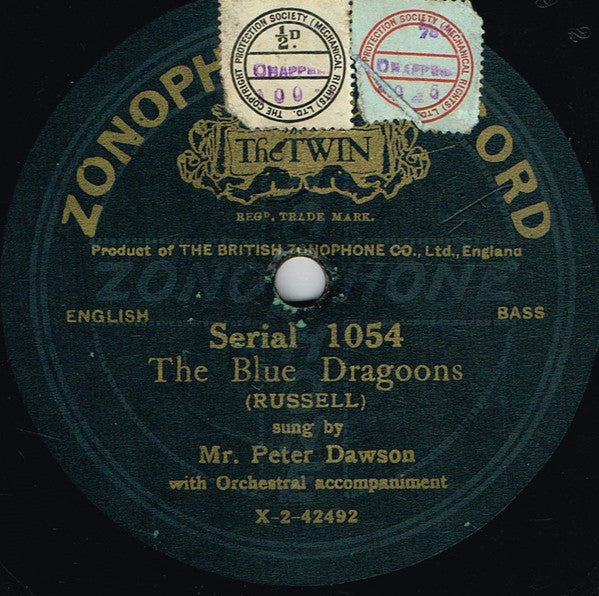 THE COPYRIGHT PROTECTION SOCIETY (MECHANICAL RIGHTS) LTD.
½D
CHAPPELL
PROTECTION SOCIETY (MECHANICAL RIGHTS) LTD.
CHAPPELL
ZONOPH ORD
The TWIN
REGD. TRADE MARK.
Product of THE BRITISH ZONOPHONE CO., Ltd., England
ZONOPHONE
ENGLISH BASS
Serial 1054
The Blue Dragoons
(RUSSELL)
sung by
Mr. Peter Dawson
with Orchestral accompaniment
X-2-42492